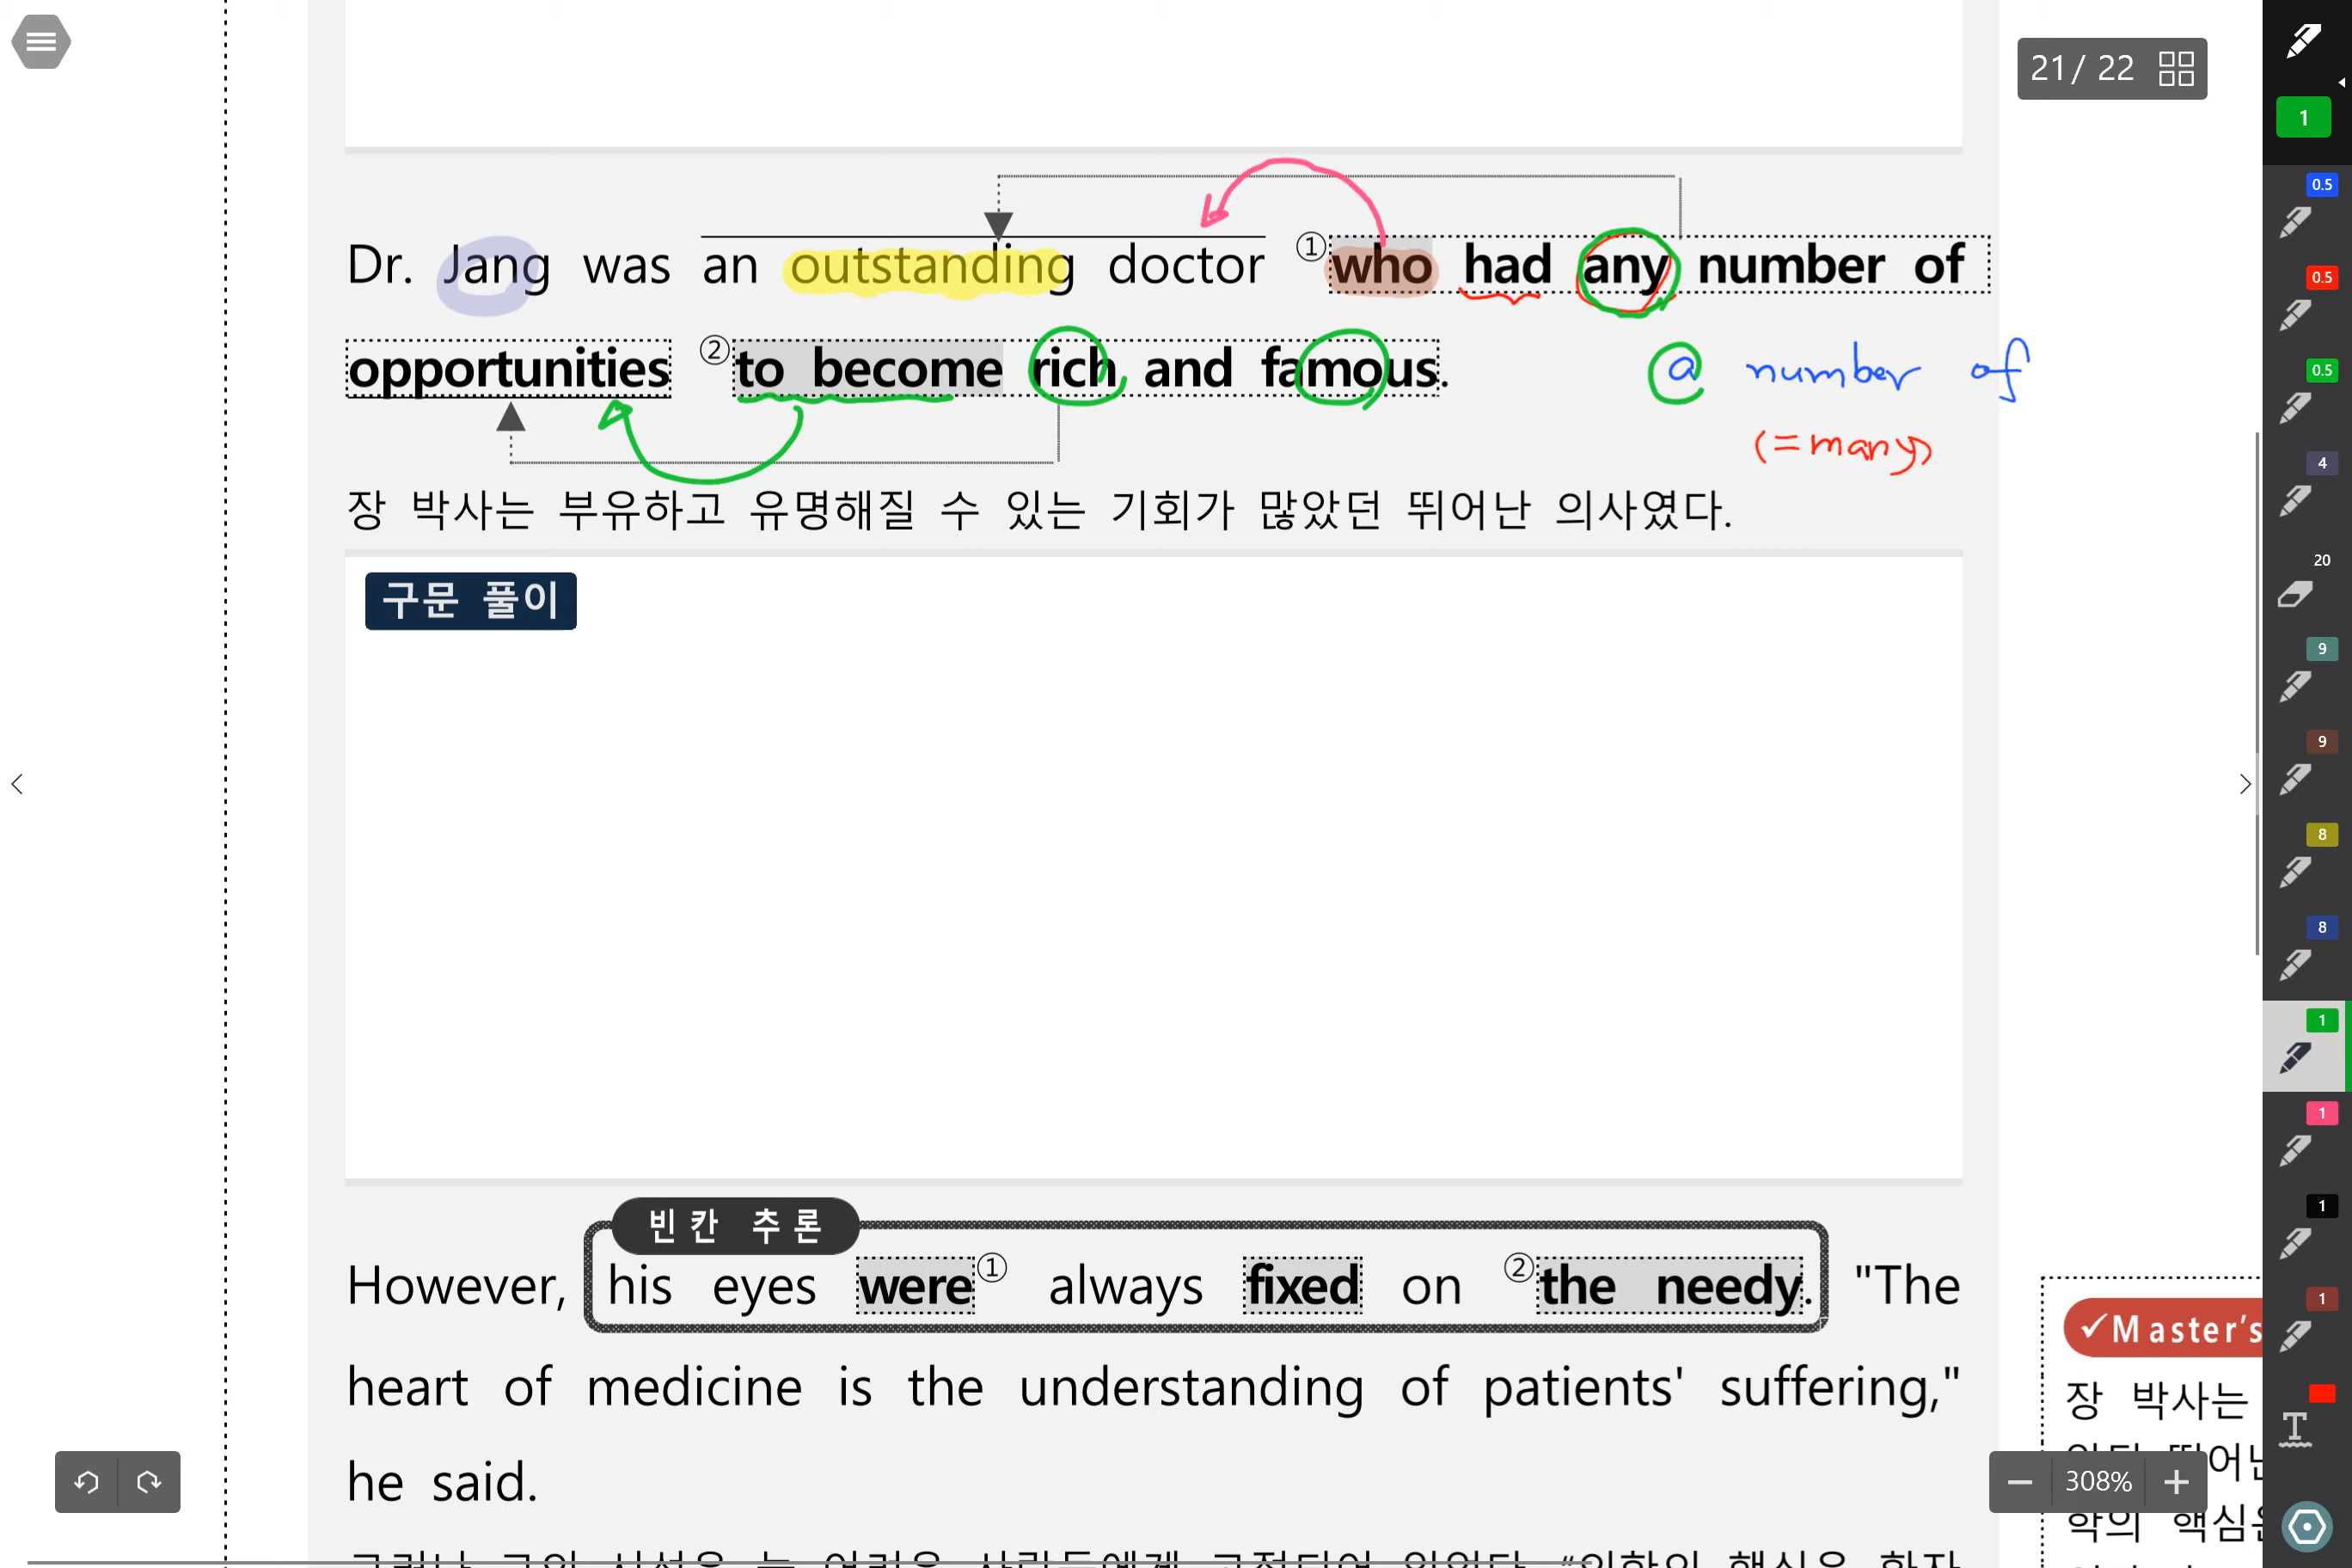 21/ 22
1
0.5
Dr. Jang was an outstanding doctor ①who had any number of
0.5
opportunities ②to become rich and famous.
@ number of
0.5
(=many)
4
장 박사는 부유하고 유명해질 수 있는 기회가 많았던 뛰어난 의사였다.
20
구문 풀이
9
9
8
8
1
1
빈칸 추론
1
However, his eyes were① always fixed on ②the needy. "The
1
✓Master's
heart of medicine is the understanding of patients' suffering,"
장 박사는
he said.
308%
학의 핵심은